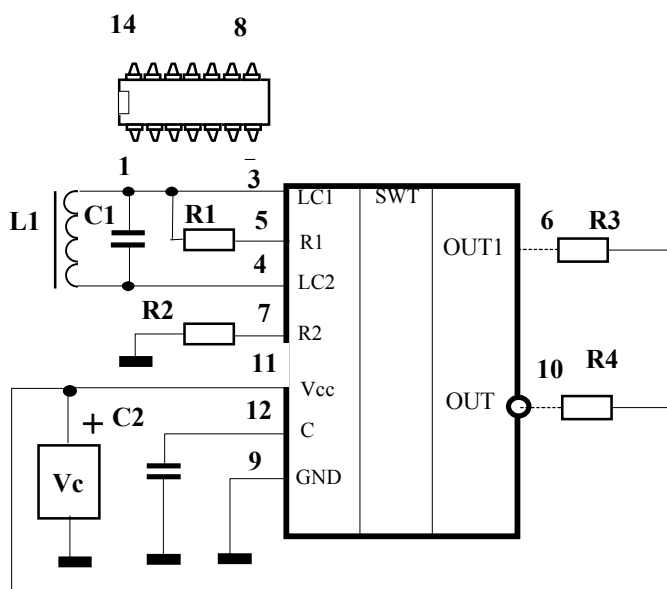 14 8
1 3
LC1 SWT
L1 C1 R1 5 6 R3
R1 OUT1
4
LC2
R2 7
R2
11 10 R4
Vcc
+ C2 12 OUT
C
Vc 9
GND